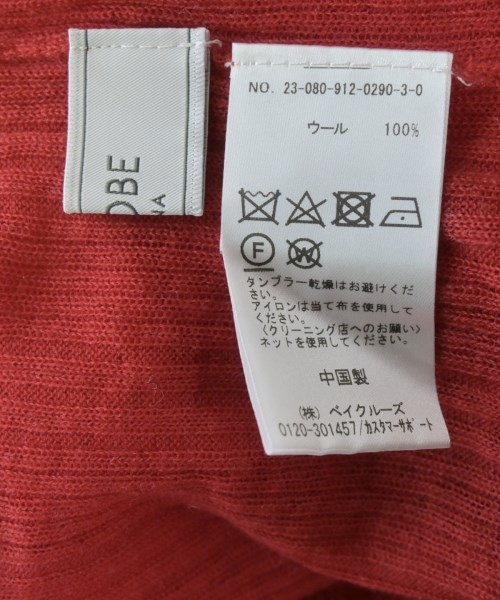 OBE
NA
NO. 23-080-912-0290-3-0
ウール 100%
F W
タンブラー乾燥はお避けくだ
さい。
アイロンは当て布を使用して
ください。
〈クリーニング店へのお願い〉
ネットを使用してください。
中国製
(株) ベイクルーズ
0120-301457/カスタマーサポート